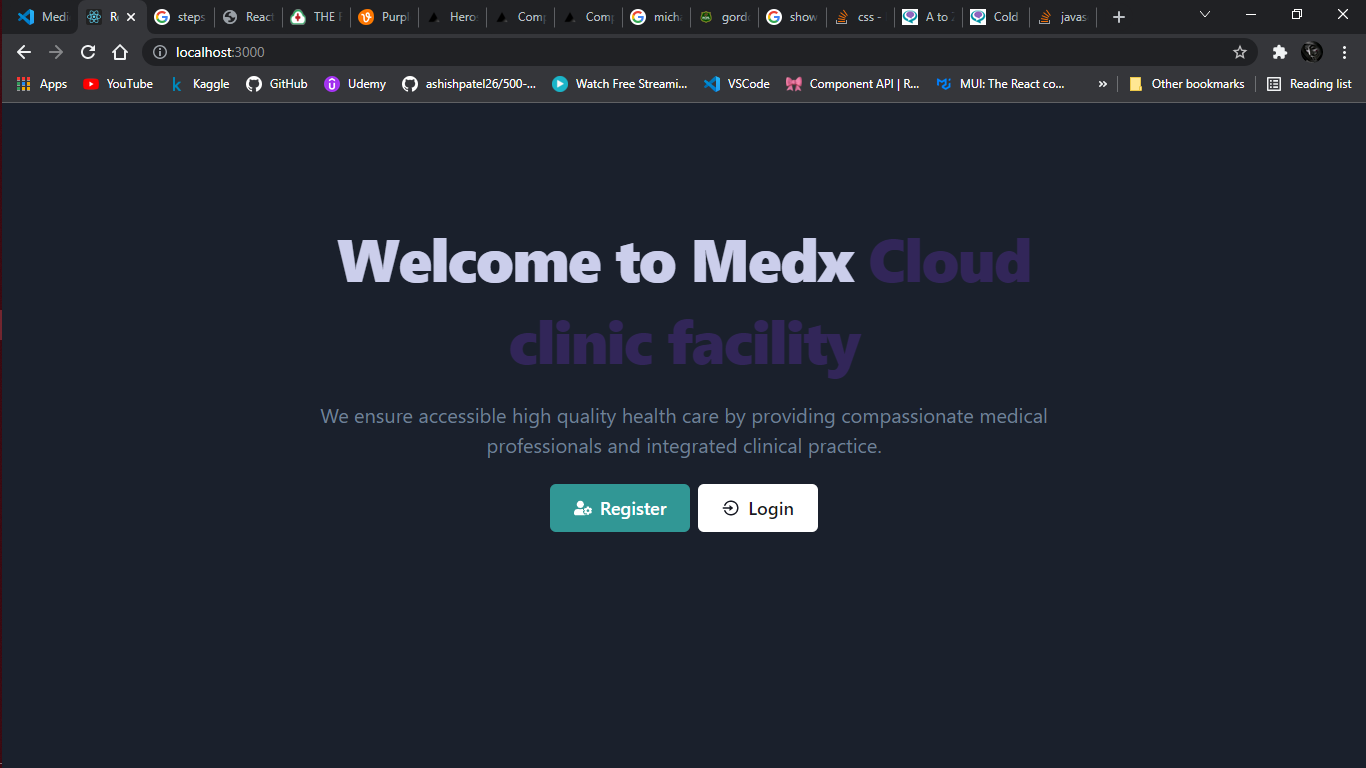 Medi
Re
steps
React
THE F
Purpl
Hero
Comp
Comp
micha
gord
show
css -
A to
Cold
javas
localhost:3000
Apps
YouTube
Kaggle
GitHub
Udemy
ashishpatel26/500-...
Watch Free Streami...
VSCode
Component API | R...
MUI: The React co...
»
Other bookmarks
Reading list
Welcome to Medx Cloud
clinic facility
We ensure accessible high quality health care by providing compassionate medical
professionals and integrated clinical practice.
Register
Login